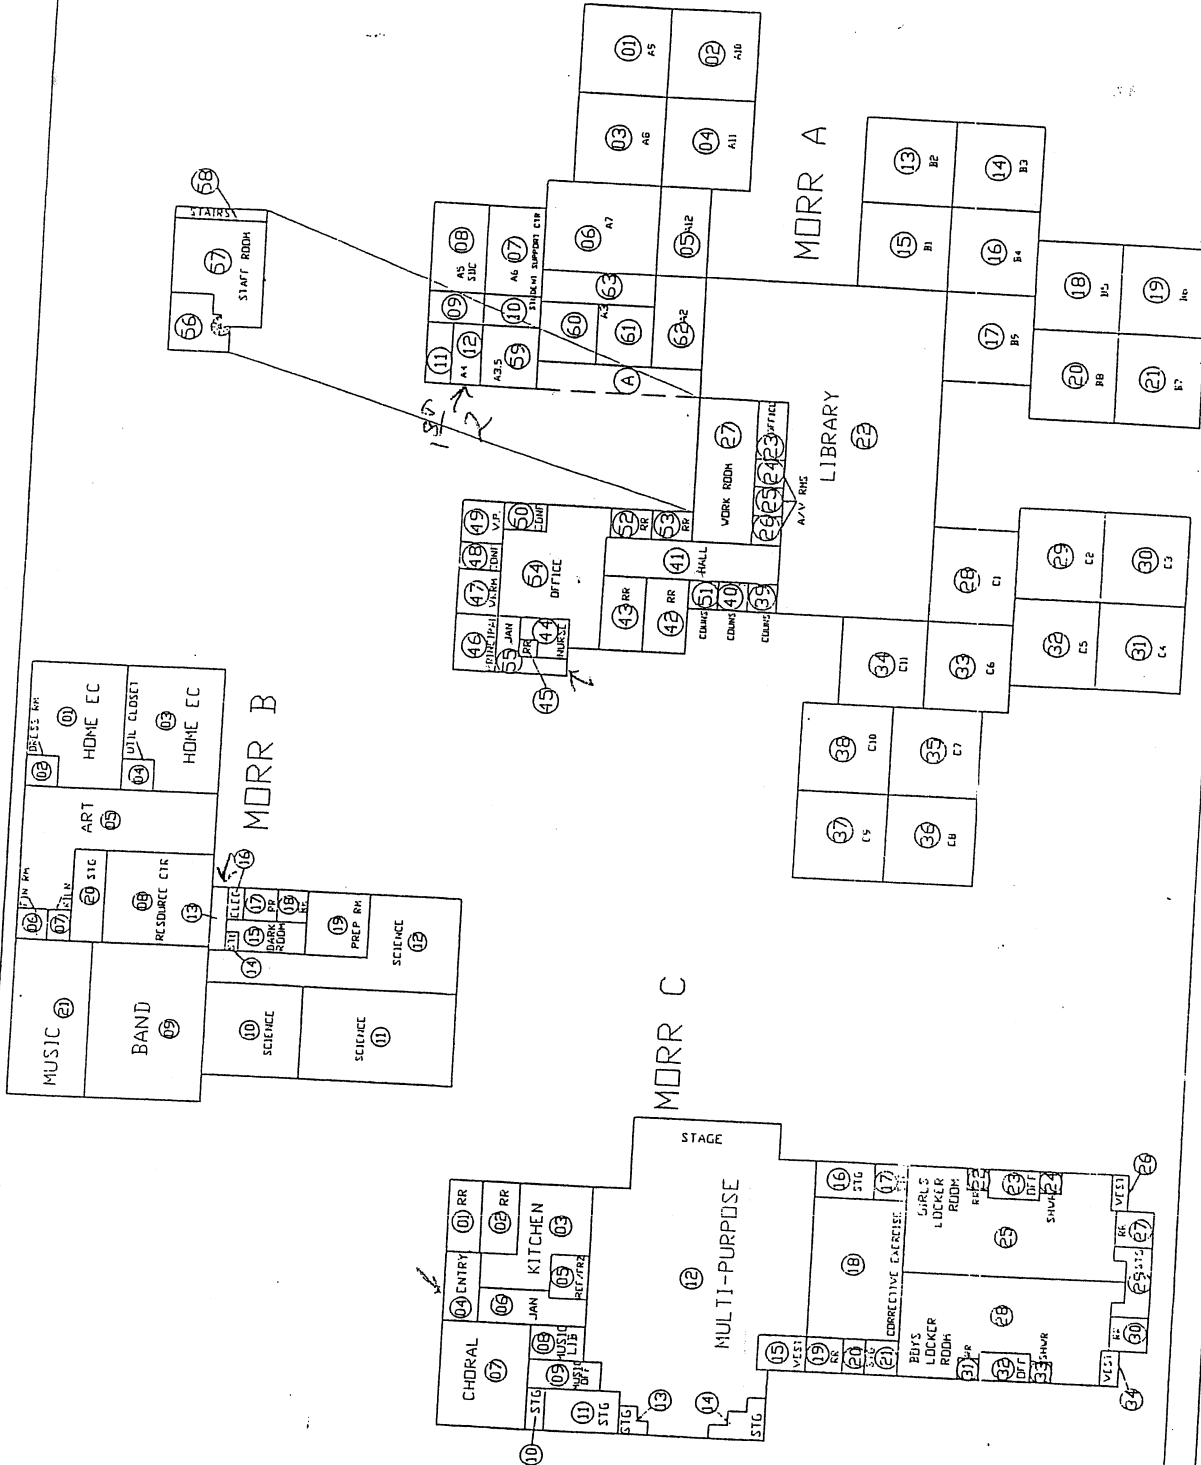 MORR A
01
A5
02
A10
03
A6
04
A11
13
B2
14
B3
15
B1
16
B4
17
B5
18
19
20
B8
21
B7
58
STAIRS
57
STAFF ROOM
56
08
A5
SDC
07
A6
09
10
11
12
A4
59
A3.5
06
A7
05
A12
63
60
A3
61
62
A2
A
1ST
LIBRARY
22
WORK ROOM
27
OFFICE
23
24
25
26
A/V RMS
49
V.P.
50
CONF
48
CONF
47
46
PRINCIPAL
54
OFFICE
55
JAN
RR
44
NURSE
45
52
RR
53
RR
41
HALL
43
RR
42
RR
51
COUNS
40
COUNS
39
COUNS
28
C1
29
C2
30
C3
32
C5
31
C4
34
C11
33
C6
38
C10
35
C7
37
C9
36
C8
MORR B
DRESS RM
02
01
HOME EC
UTIL CLOSET
04
03
HOME EC
ART
05
06
KILN
07
20
STG
08
RESOURCE CTR
13
16
ELEC
17
RR
18
15
DARK
ROOM
14
19
PREP RM
SCIENCE
12
MUSIC
21
BAND
09
10
SCIENCE
SCIENCE
11
MORR C
STAGE
01
RR
02
RR
KITCHEN
03
04
ENTRY
05
REF/FRZ
06
JAN
CHORAL
07
08
MUSIC
LIB
09
MUSIC
OFF
STG
10
11
STG
STG
13
14
STG
12
MULTI-PURPOSE
16
STG
17
15
VEST
18
CORRECTIVE EXERCISE
19
RR
20
STG
21
GIRLS
LOCKER
ROOM
22
23
OFF
24
SHWR
25
VEST
26
27
29
STG
BOYS
LOCKER
ROOM
28
30
31
32
OFF
33
SHWR
VEST
34